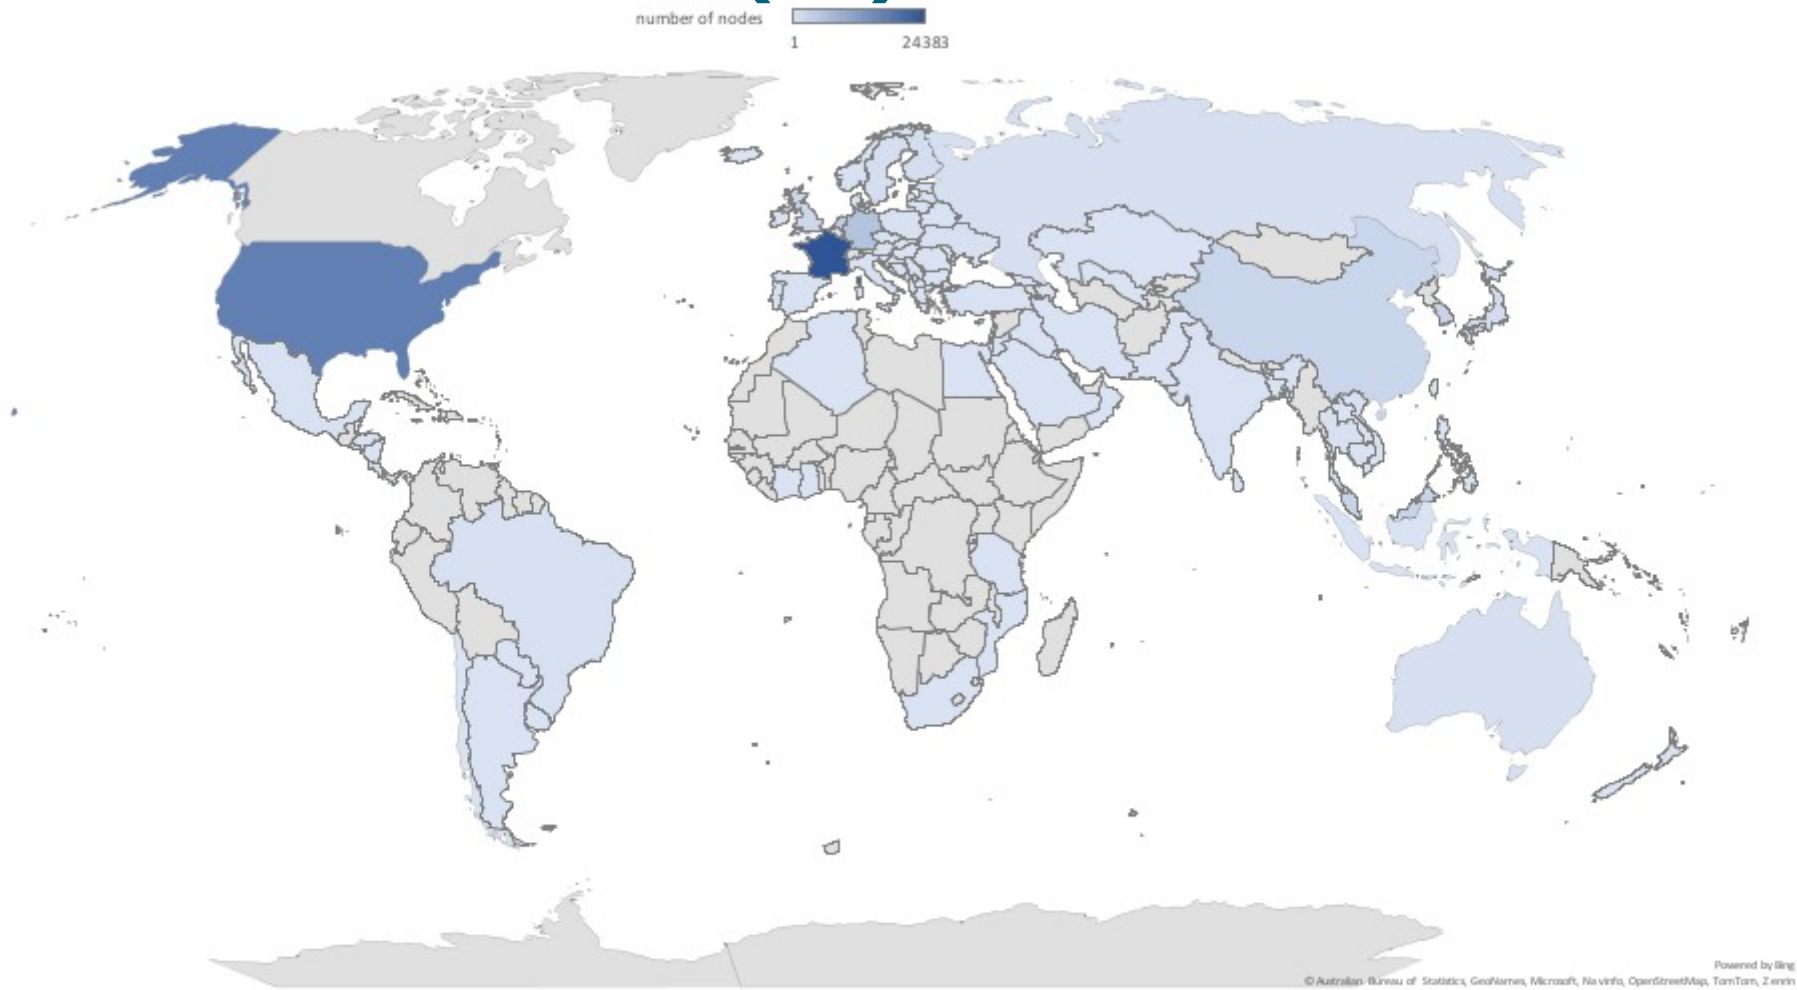 number of nodes
1 24383
Powered by Bing
© Australian Bureau of Statistics, GeoNames, Microsoft, Navinfo, OpenStreetMap, TomTom, Zenrin